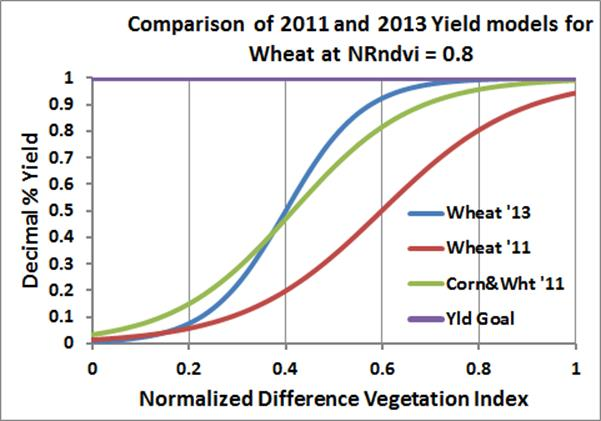 Comparison of 2011 and 2013 Yield models for
Wheat at NRndvi = 0.8
Decimal % Yield
1
0.9
0.8
0.7
0.6
0.5
0.4
0.3
0.2
0.1
0
Wheat '13
Wheat '11
Corn&Wht '11
Yld Goal
0 0.2 0.4 0.6 0.8 1
Normalized Difference Vegetation Index